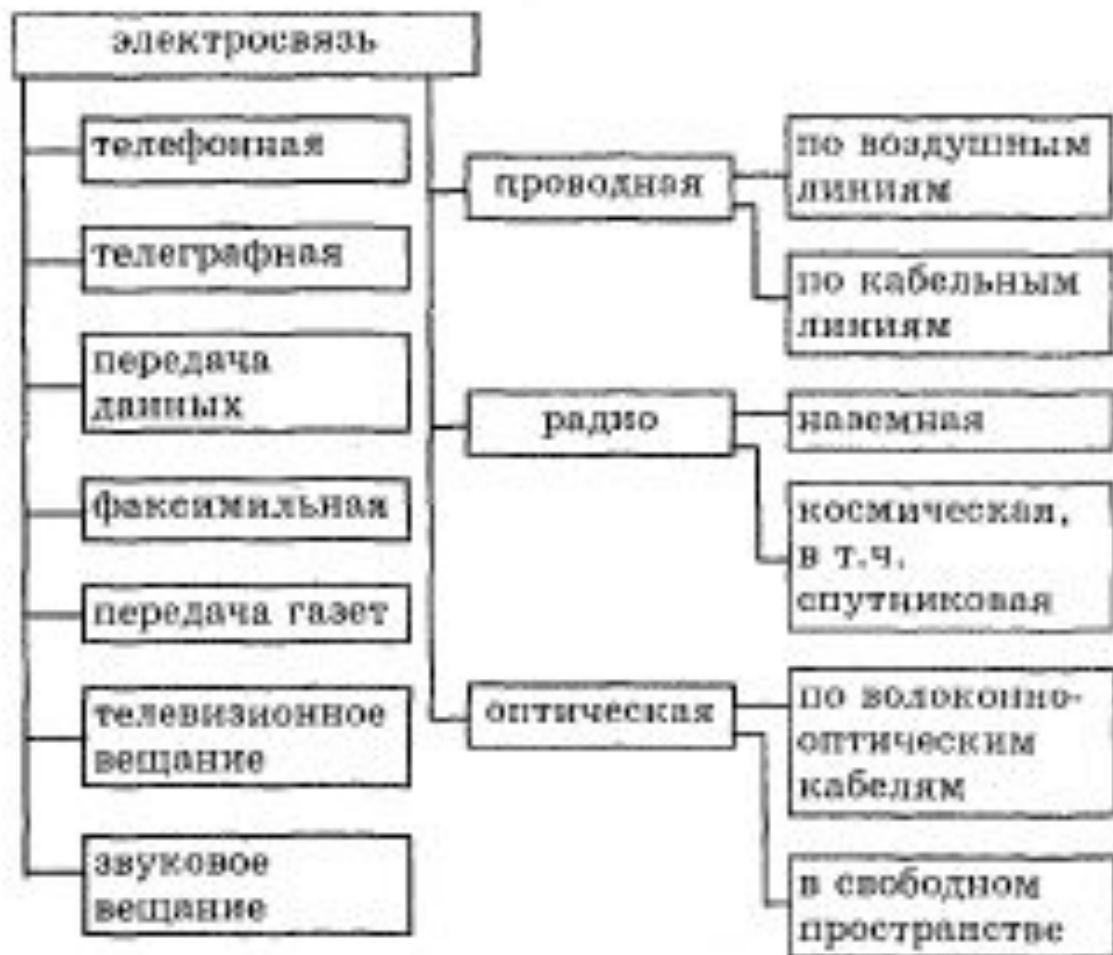 электросвязь
телефонная
телеграфная
передача
данных
факсимильная
передача газет
телевизионное
вещание
звуковое
вещание
проводная
по воздушным
линиям
по кабельным
линиям
радио
наземная
космическая,
в т.ч.
спутниковая
оптическая
по волоконно-
оптическим
кабелям
в свободном
пространстве